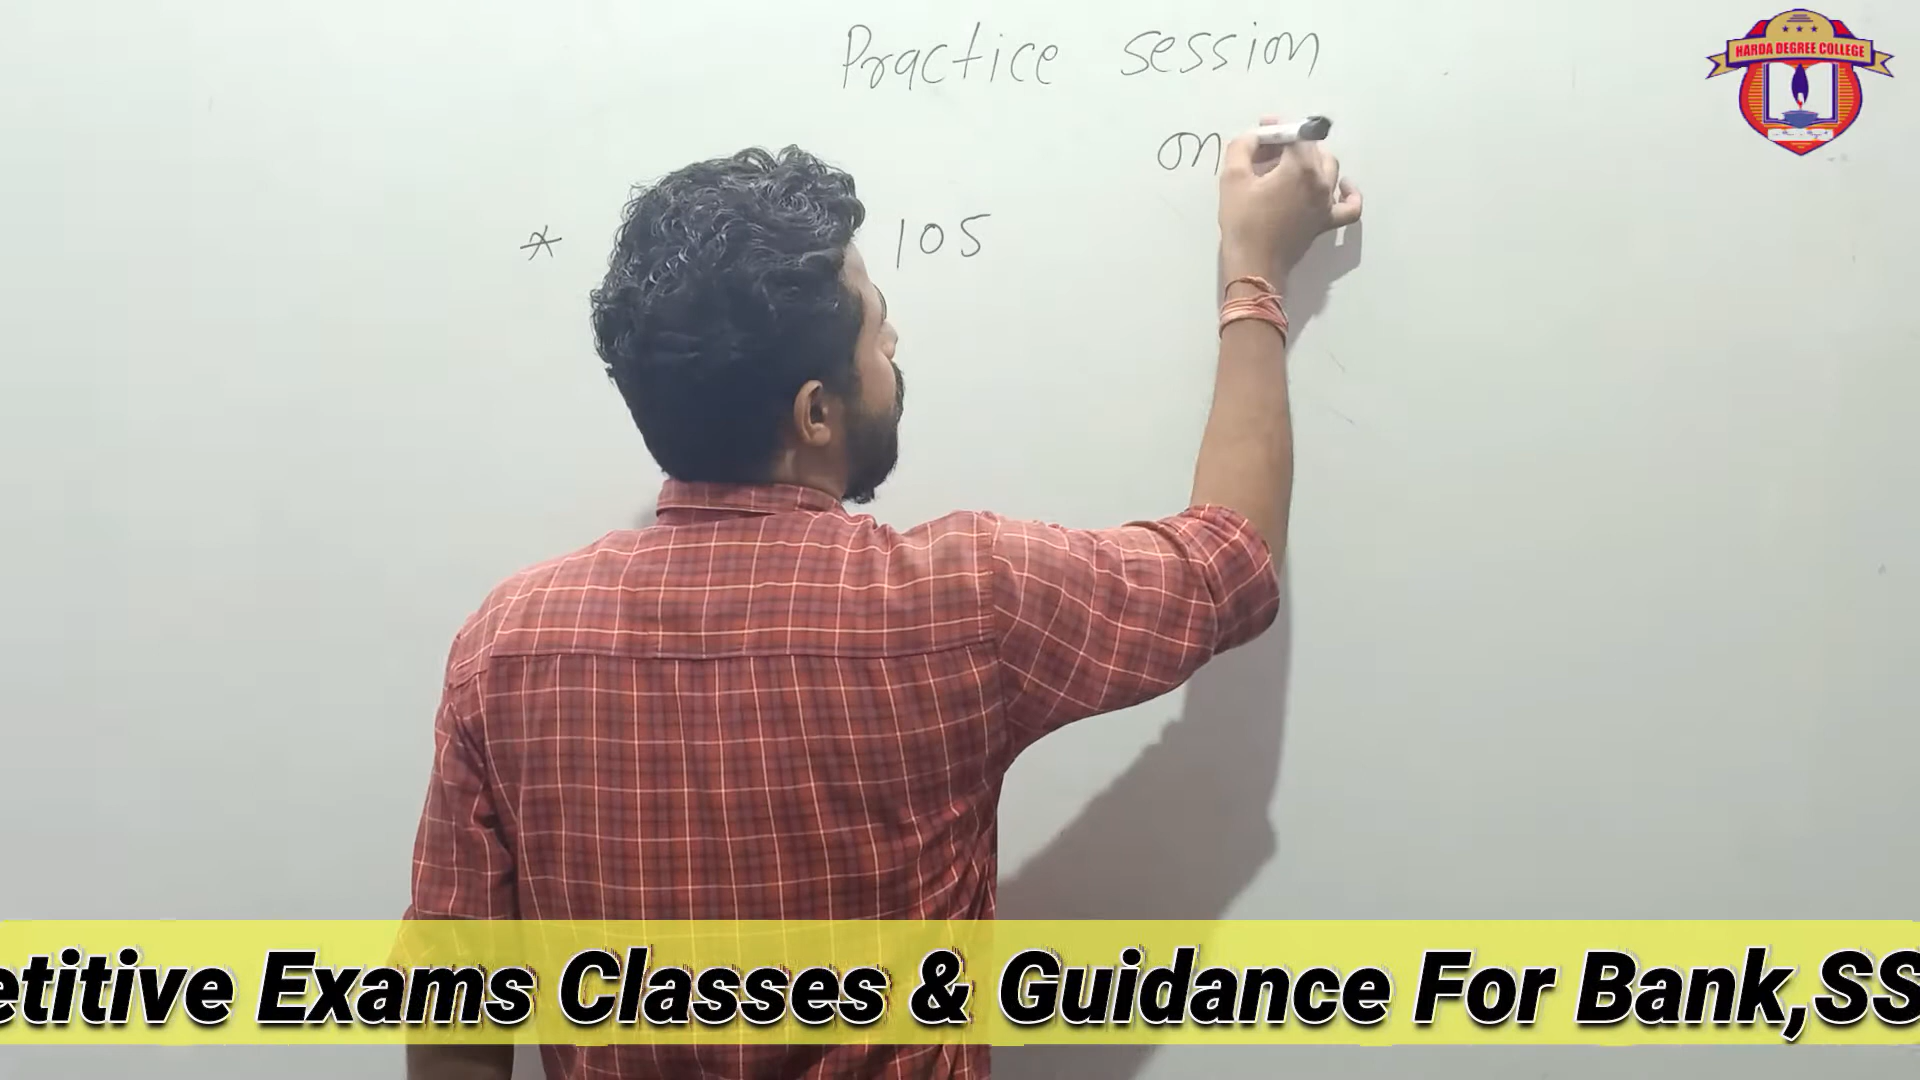 Practice session
on
* 105
HARDA DEGREE COLLEGE
etitive Exams Classes & Guidance For Bank,SS